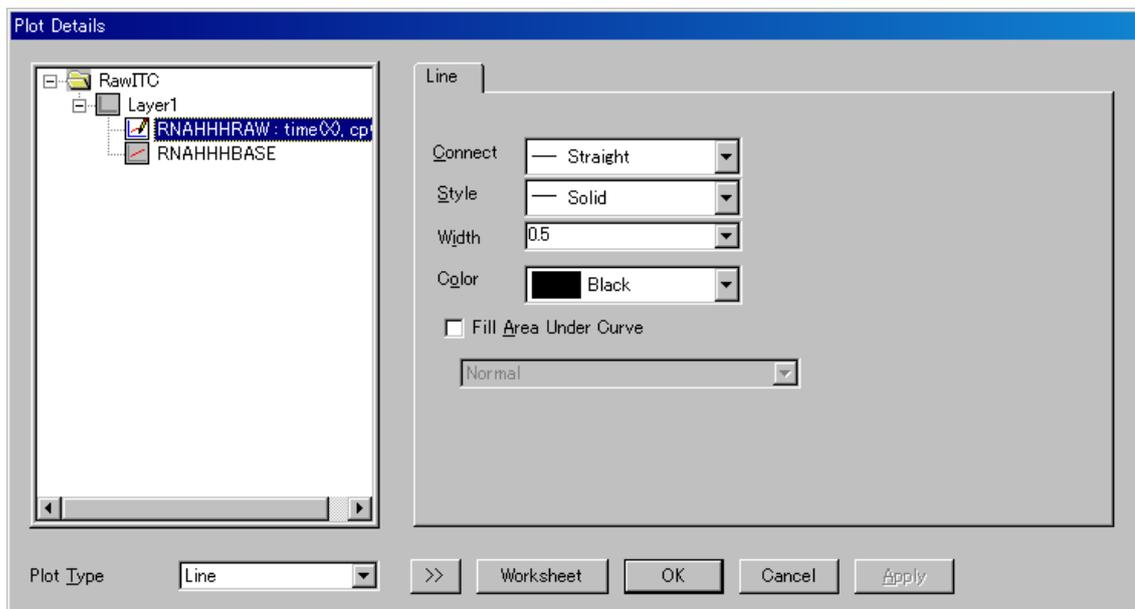 Plot Details
RawITC
Layer1
RNAHHHRAW : time(X), cp(
RNAHHHBASE
Line
Connect
Straight
Style
Solid
Width
0.5
Color
Black
Fill Area Under Curve
Normal
Plot Type
Line
>>
Worksheet
OK
Cancel
Apply